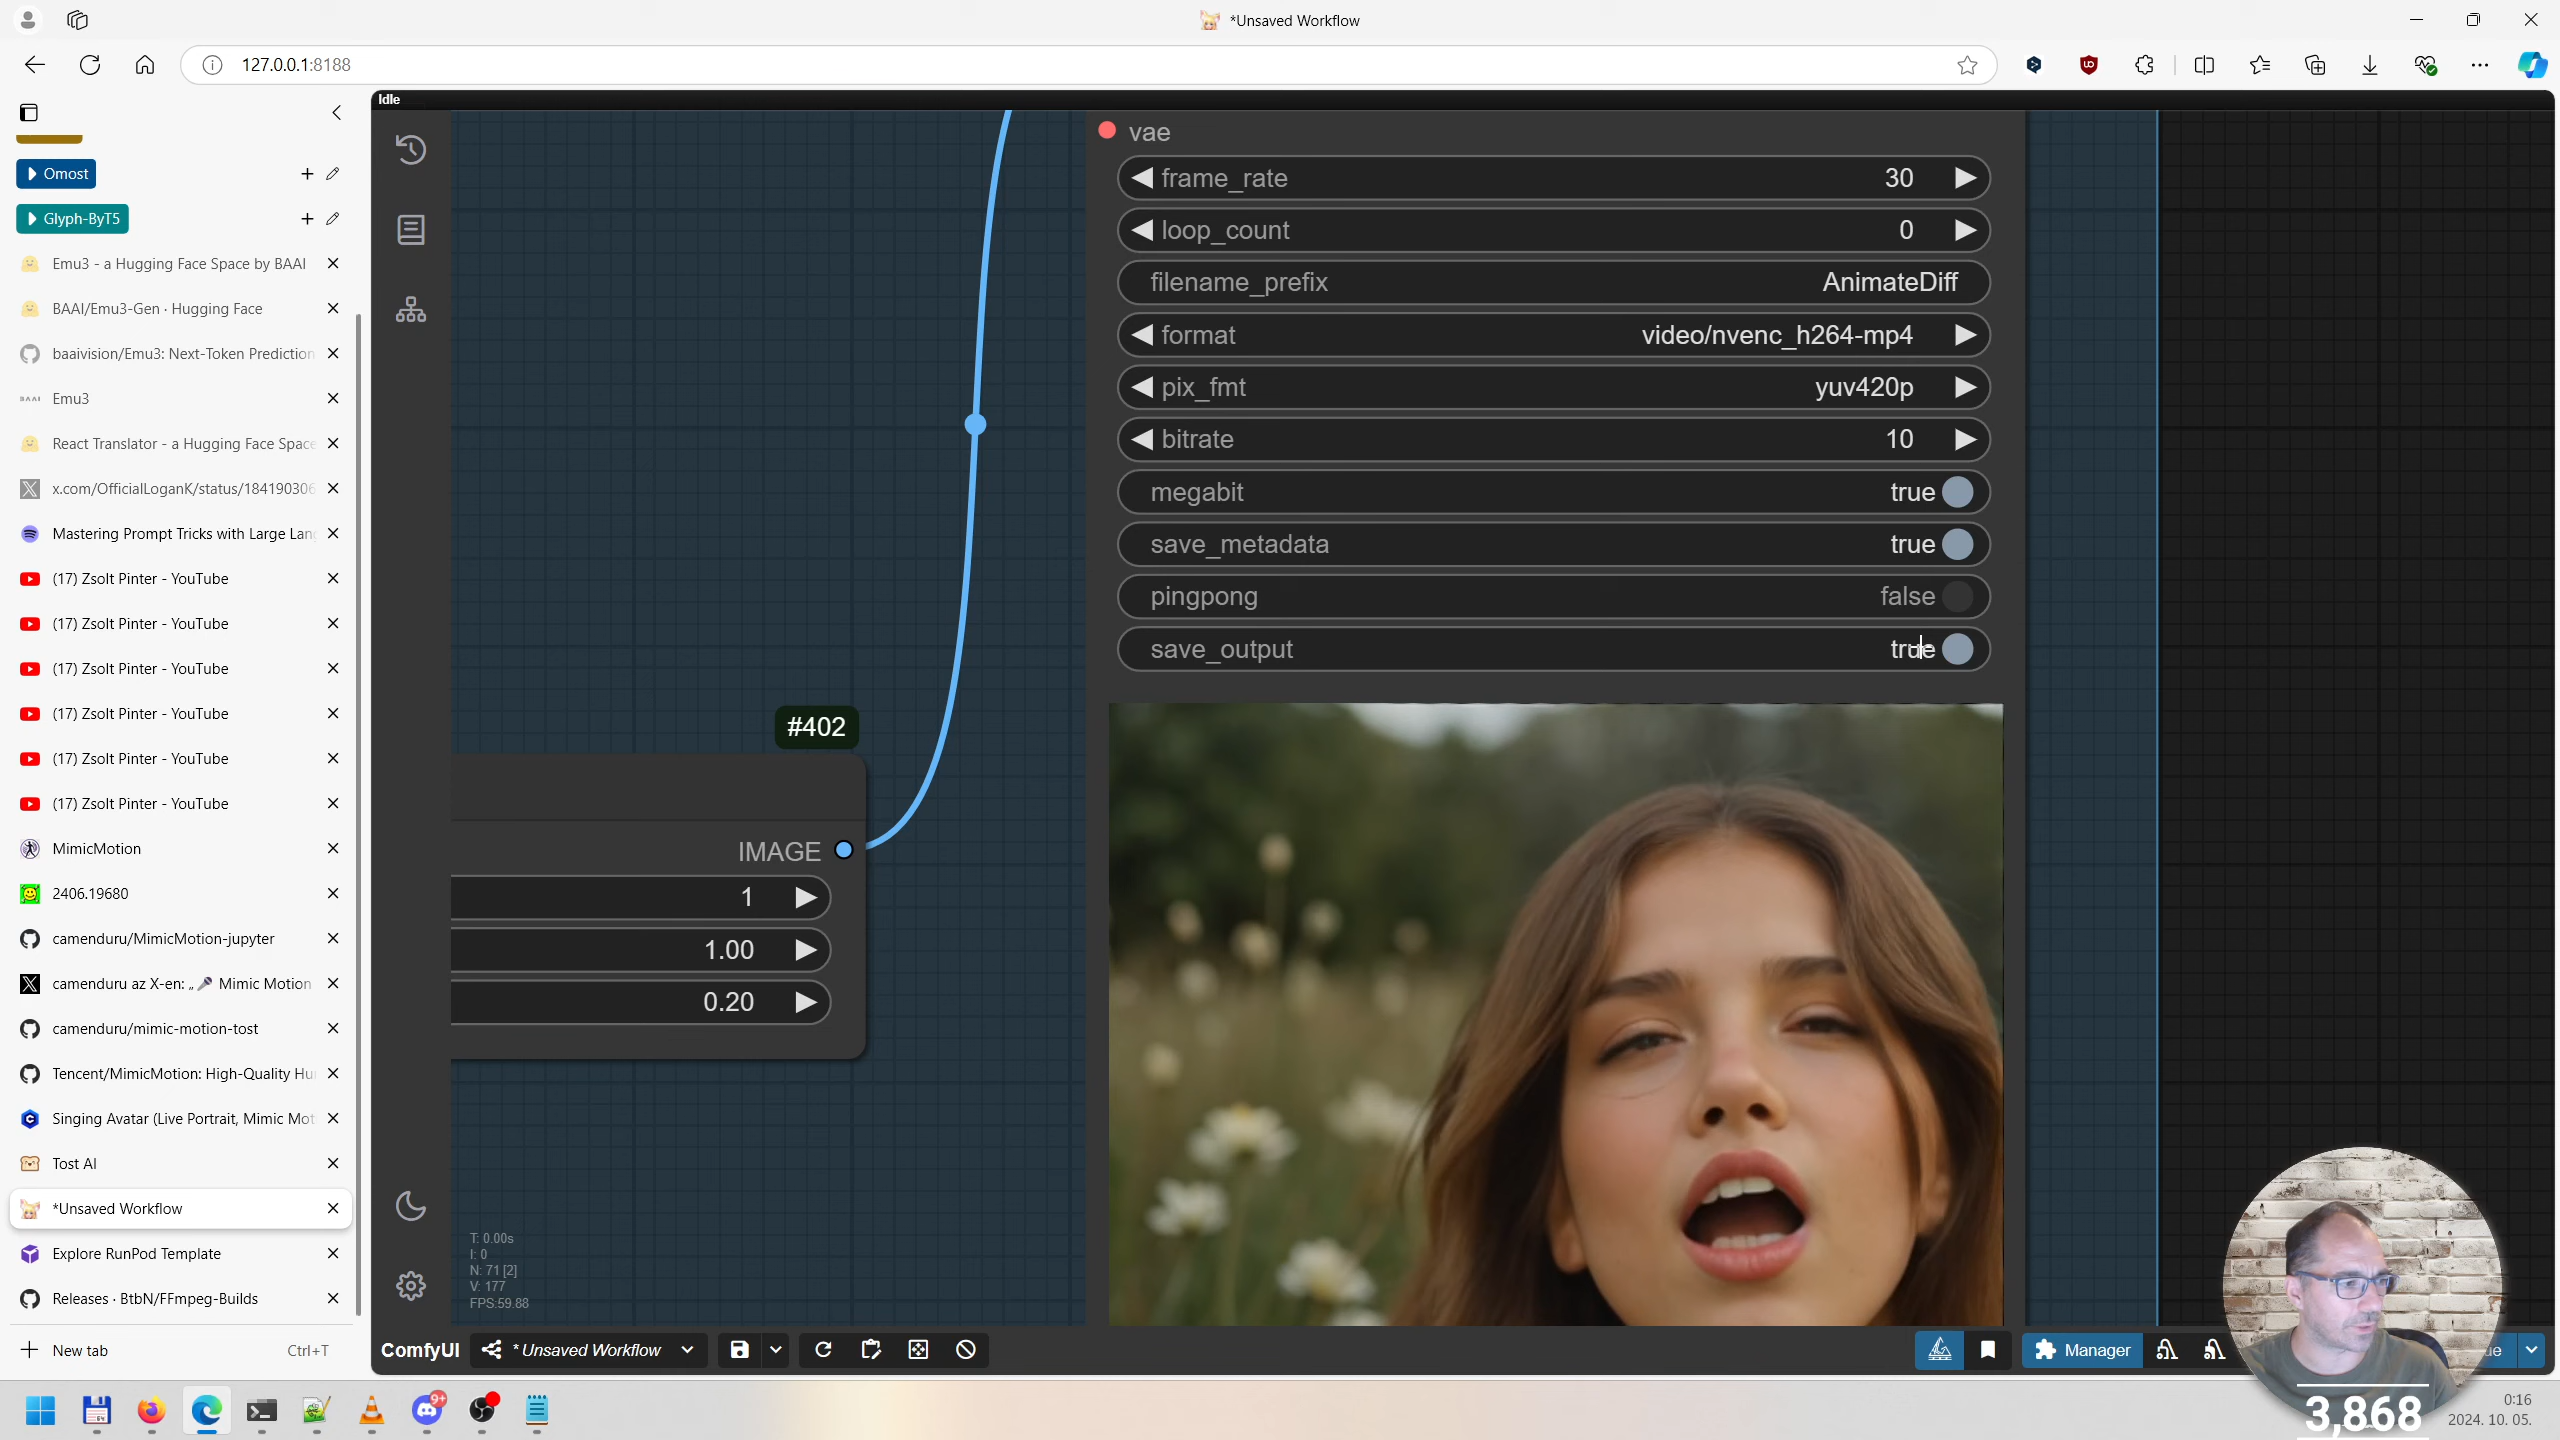 *Unsaved Workflow
127.0.0.1:8188
Idle
Omost
Glyph-ByT5
Emu3 - a Hugging Face Space by BAAI
BAAI/Emu3-Gen · Hugging Face
baaivision/Emu3: Next-Token Prediction
BAAI
Emu3
React Translator - a Hugging Face Space
x.com/OfficialLoganK/status/184190306
Mastering Prompt Tricks with Large Lan
(17) Zsolt Pinter - YouTube
(17) Zsolt Pinter - YouTube
(17) Zsolt Pinter - YouTube
(17) Zsolt Pinter - YouTube
(17) Zsolt Pinter - YouTube
(17) Zsolt Pinter - YouTube
MimicMotion
2406.19680
camenduru/MimicMotion-jupyter
camenduru az X-en: „🎤 Mimic Motion
camenduru/mimic-motion-tost
Tencent/MimicMotion: High-Quality Hu
Singing Avatar (Live Portrait, Mimic Mot
Tost AI
*Unsaved Workflow
Explore RunPod Template
Releases · BtbN/FFmpeg-Builds
New tab
Ctrl+T
vae
frame_rate 30
loop_count 0
filename_prefix AnimateDiff
format video/nvenc_h264-mp4
pix_fmt yuv420p
bitrate 10
megabit true
save_metadata true
pingpong false
save_output true
#402
IMAGE
1
1.00
0.20
T: 0.00s
I: 0
N: 71 [2]
V: 177
FPS:59.88
ComfyUI
*Unsaved Workflow
Manager
ue
9+
64
3,868
0:16
2024. 10. 05.